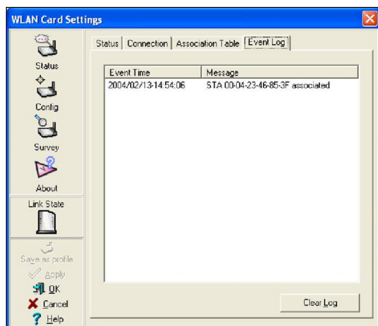 WLAN Card Settings
Status Connection Association Table Event Log
Status
Config
Survey
About
Link State
Save as profile
Apply
OK
Cancel
Help
Event Time Message
2004/02/13-14:54:06 STA 00-04-23-46-85-3F associated
Clear Log